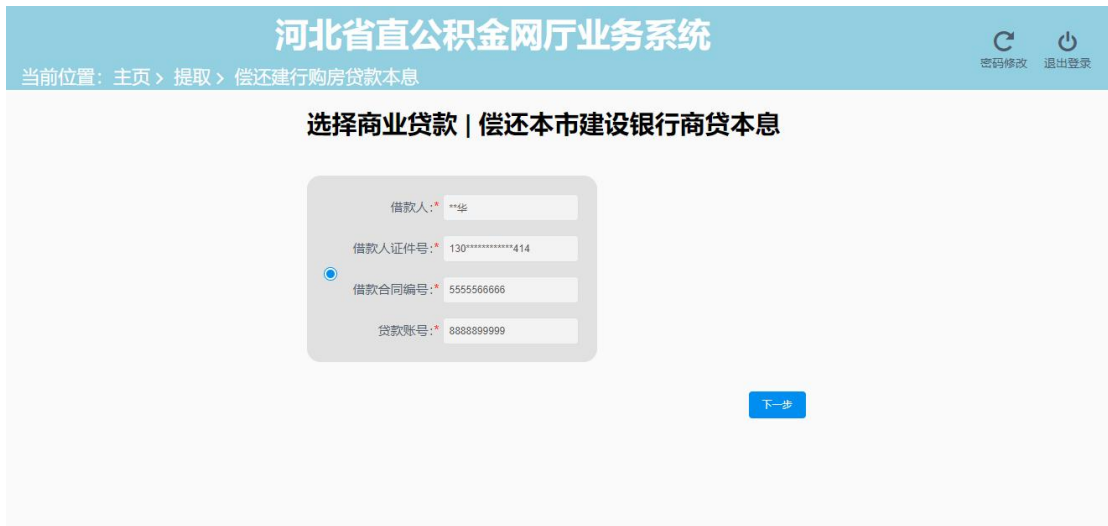 河北省直公积金网厅业务系统
密码修改 退出登录
当前位置：主页 > 提取 > 偿还建行购房贷款本息
选择商业贷款 | 偿还本市建设银行商贷本息
借款人:* **华
借款人证件号:* 130************414
借款合同编号:* 5555566666
贷款账号:* 8888899999
下一步